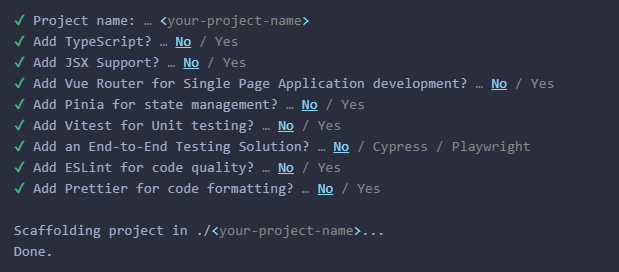 ✔ Project name: … <your-project-name>
✔ Add TypeScript? … No / Yes
✔ Add JSX Support? … No / Yes
✔ Add Vue Router for Single Page Application development? … No / Yes
✔ Add Pinia for state management? … No / Yes
✔ Add Vitest for Unit testing? … No / Yes
✔ Add an End-to-End Testing Solution? … No / Cypress / Playwright
✔ Add ESLint for code quality? … No / Yes
✔ Add Prettier for code formatting? … No / Yes

Scaffolding project in ./<your-project-name>...
Done.